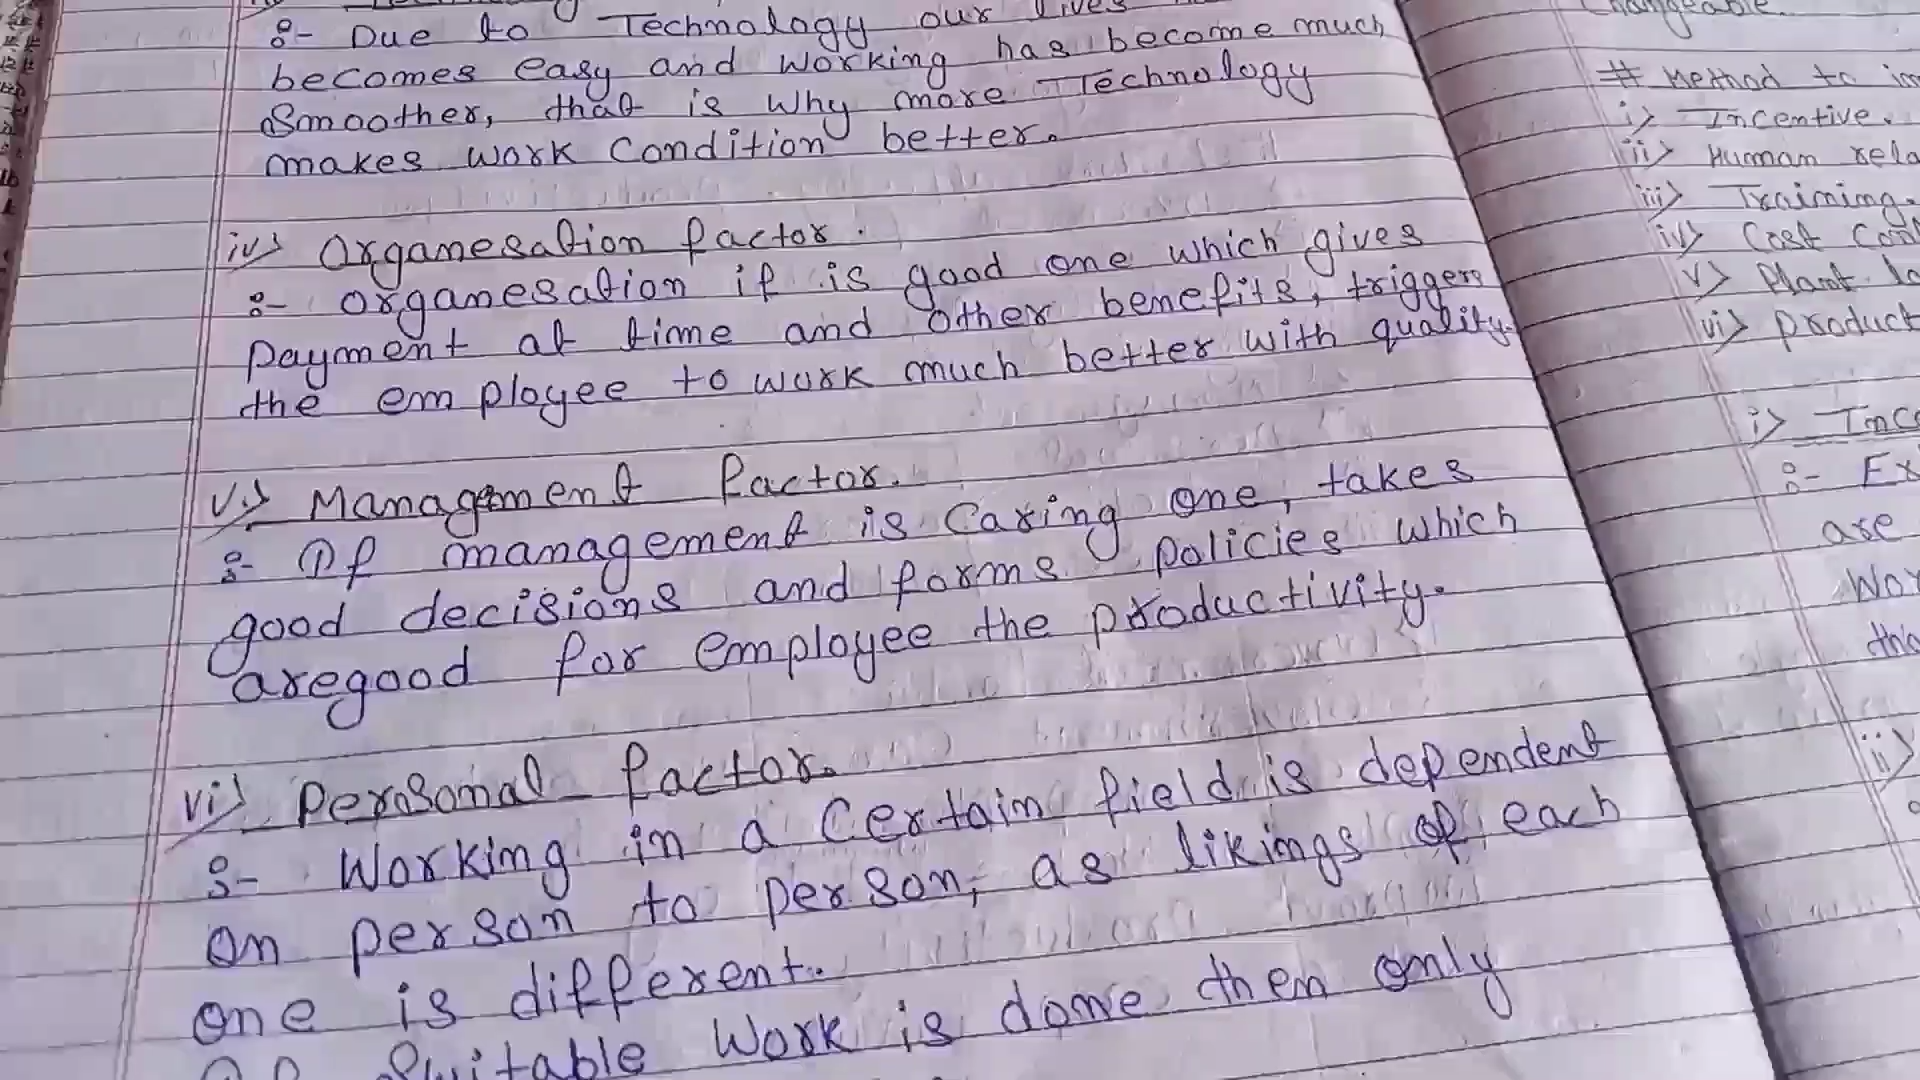 :- Due to Technology our lives
becomes easy and working has become much
Smoother, that is why more Technology
makes work condition better.
iv) Organesation factor.
:- organesation if is good one which gives
payment at time and other benefits, triggers
the employee to work much better with quality.
v) Management factor.
:- If management is caring one, takes
good decisions and forms policies which
aregood for employee the productivity.
vi) Personal factor.
:- Working in a certain field is dependent
on person to person, as likings of each
one is different.
Suitable work is done them only
Changeable.
# Method to
i) Incentive.
ii) Human
iii) Training.
iv) Cost
v) Plant
vi) product
i)
:-
are
ii)